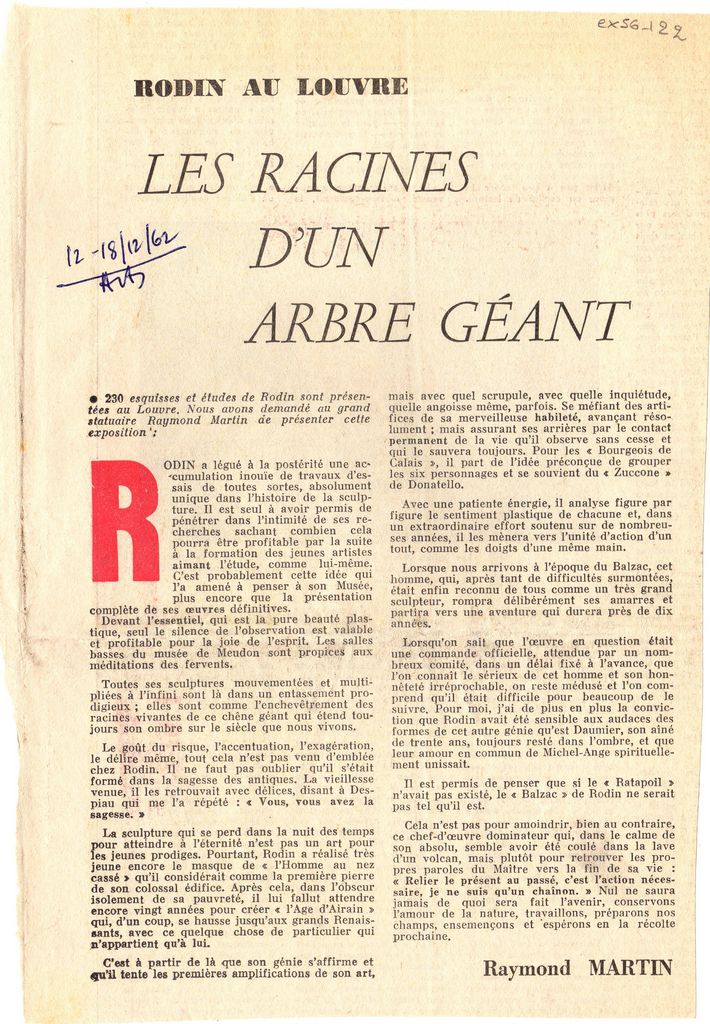 ex56-122
RODIN AU LOUVRE
LES RACINES
D'UN
ARBRE GÉANT
12-18/12/62
Arts
● 230 esquisses et études de Rodin sont présen-
tées au Louvre. Nous avons demandé au grand
statuaire Raymond Martin de présenter cette
exposition :
RODIN a légué à la postérité une ac-
cumulation inouïe de travaux d'es-
sais de toutes sortes, absolument
unique dans l'histoire de la sculp-
ture. Il est seul à avoir permis de
pénétrer dans l'intimité de ses re-
cherches sachant combien cela
pourra être profitable par la suite
à la formation des jeunes artistes
aimant l'étude, comme lui-même.
C'est probablement cette idée qui
l'a amené à penser à son Musée,
plus encore que la présentation
complète de ses œuvres définitives.
Devant l'essentiel, qui est la pure beauté plas-
tique, seul le silence de l'observation est valable
et profitable pour la joie de l'esprit. Les salles
basses du musée de Meudon sont propices aux
méditations des fervents.
Toutes ses sculptures mouvementées et multi-
pliées à l'infini sont là dans un entassement pro-
digieux ; elles sont comme l'enchevêtrement des
racines vivantes de ce chêne géant qui étend tou-
jours son ombre sur le siècle que nous vivons.
Le goût du risque, l'accentuation, l'exagération,
le délire même, tout cela n'est pas venu d'emblée
chez Rodin. Il ne faut pas oublier qu'il s'était
formé dans la sagesse des antiques. La vieillesse
venue, il les retrouvait avec délices, disant à Des-
piau qui me l'a répété : « Vous, vous avez la
sagesse. »
La sculpture qui se perd dans la nuit des temps
pour atteindre à l'éternité n'est pas un art pour
les jeunes prodiges. Pourtant, Rodin a réalisé très
jeune encore le masque de « l'Homme au nez
cassé » qu'il considérait comme la première pierre
de son colossal édifice. Après cela, dans l'obscur
isolement de sa pauvreté, il lui fallut attendre
encore vingt années pour créer « l'Age d'Airain »
qui, d'un coup, se hausse jusqu'aux grands Renais-
sants, avec ce quelque chose de particulier qui
n'appartient qu'à lui.
C'est à partir de là que son génie s'affirme et
qu'il tente les premières amplifications de son art,
mais avec quel scrupule, avec quelle inquiétude,
quelle angoisse même, parfois. Se méfiant des arti-
fices de sa merveilleuse habileté, avançant réso-
lument ; mais assurant ses arrières par le contact
permanent de la vie qu'il observe sans cesse et
qui le sauvera toujours. Pour les « Bourgeois de
Calais », il part de l'idée préconçue de grouper
les six personnages et se souvient du « Zuccone »
de Donatello.
Avec une patiente énergie, il analyse figure par
figure le sentiment plastique de chacune et, dans
un extraordinaire effort soutenu sur de nombreu-
ses années, il les mènera vers l'unité d'action d'un
tout, comme les doigts d'une même main.
Lorsque nous arrivons à l'époque du Balzac, cet
homme, qui, après tant de difficultés surmontées,
était enfin reconnu de tous comme un très grand
sculpteur, rompra délibérément ses amarres et
partira vers une aventure qui durera près de dix
années.
Lorsqu'on sait que l'œuvre en question était
une commande officielle, attendue par un nom-
breux comité, dans un délai fixé à l'avance, que
l'on connaît le sérieux de cet homme et son hon-
nêteté irréprochable, on reste médusé et l'on com-
prend qu'il était difficile pour beaucoup de le
suivre. Pour moi, j'ai de plus en plus la convic-
tion que Rodin avait été sensible aux audaces des
formes de cet autre génie qu'est Daumier, son aîné
de trente ans, toujours resté dans l'ombre, et que
leur amour en commun de Michel-Ange spirituelle-
ment unissait.
Il est permis de penser que si le « Ratapoil »
n'avait pas existé, le « Balzac » de Rodin ne serait
pas tel qu'il est.
Cela n'est pas pour amoindrir, bien au contraire,
ce chef-d'œuvre dominateur qui, dans le calme de
son absolu, semble avoir été coulé dans la lave
d'un volcan, mais plutôt pour retrouver les pro-
pres paroles du Maître vers la fin de sa vie :
« Relier le présent au passé, c'est l'action néces-
saire, je ne suis qu'un chaînon. » Nul ne saura
jamais de quoi sera fait l'avenir, conservons
l'amour de la nature, travaillons, préparons nos
champs, ensemençons et espérons en la récolte
prochaine.
Raymond MARTIN